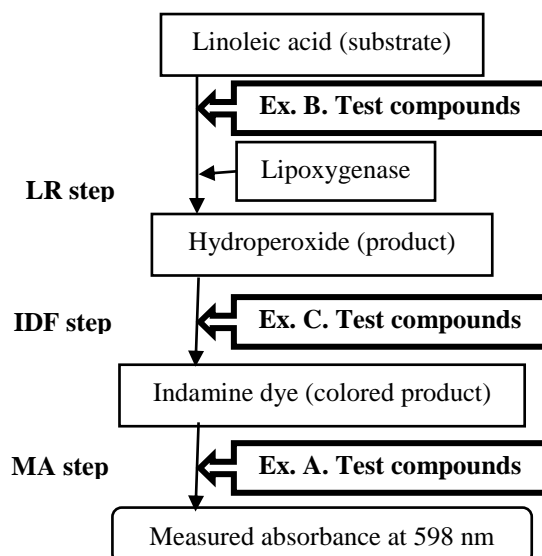 Linoleic acid (substrate)
Ex. B. Test compounds
Lipoxygenase
LR step
Hydroperoxide (product)
IDF step
Ex. C. Test compounds
Indamine dye (colored product)
MA step
Ex. A. Test compounds
Measured absorbance at 598 nm